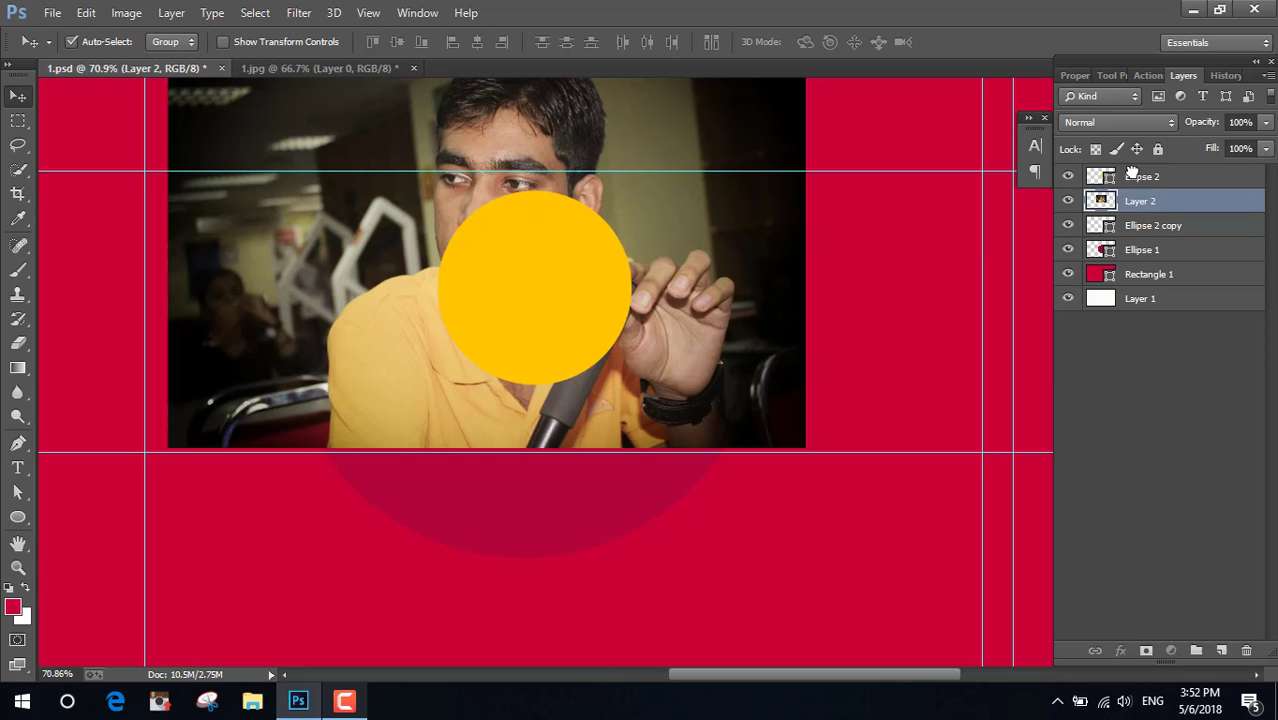 Ps File Edit Image Layer Type Select Filter 3D View Window Help
Auto-Select: Group Show Transform Controls 3D Mode: Essentials
1.psd @ 70.9% (Layer 2, RGB/8) * × 1.jpg @ 66.7% (Layer 0, RGB/8) * ×
Proper Tool Pr Action Layers History
Kind
Normal Opacity: 100%
Lock: Fill: 100%
pse 2
Layer 2
Ellipse 2 copy
Ellipse 1
Rectangle 1
Layer 1
70.86% Doc: 10.5M/2.75M
ENG 3:52 PM
5/6/2018 5